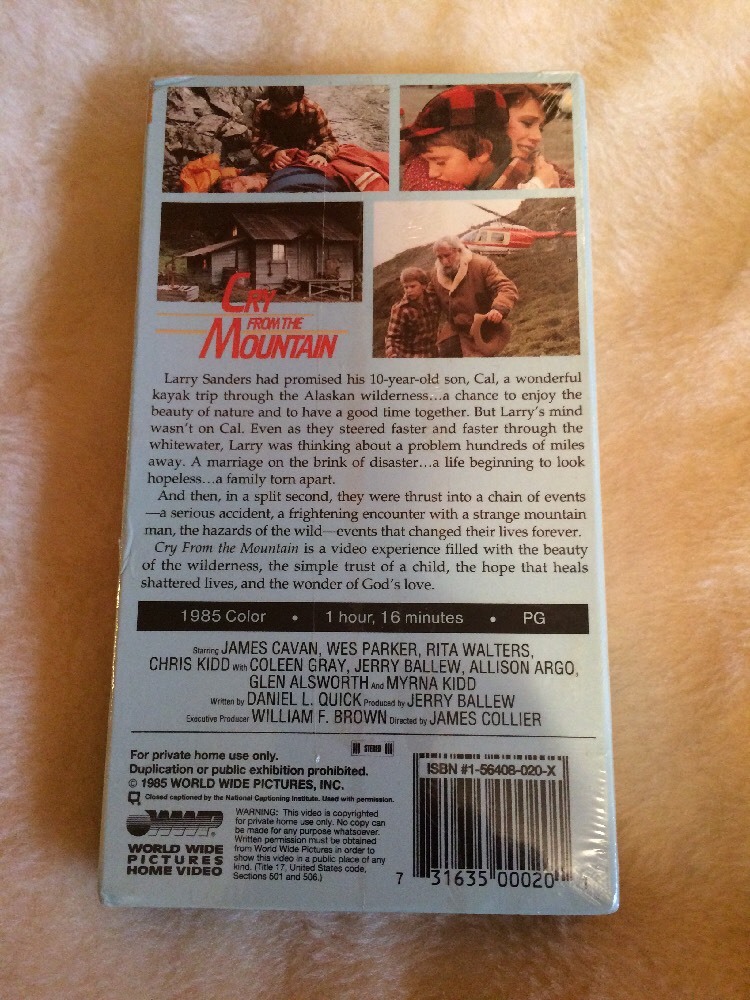 CRY
FROM THE
MOUNTAIN
Larry Sanders had promised his 10-year-old son, Cal, a wonderful
kayak trip through the Alaskan wilderness...a chance to enjoy the
beauty of nature and to have a good time together. But Larry's mind
wasn't on Cal. Even as they steered faster and faster through the
whitewater, Larry was thinking about a problem hundreds of miles
away. A marriage on the brink of disaster...a life beginning to look
hopeless...a family torn apart.
And then, in a split second, they were thrust into a chain of events
—a serious accident, a frightening encounter with a strange mountain
man, the hazards of the wild—events that changed their lives forever.
Cry From the Mountain is a video experience filled with the beauty
of the wilderness, the simple trust of a child, the hope that heals
shattered lives, and the wonder of God's love.
1985 Color • 1 hour, 16 minutes • PG
Starring JAMES CAVAN, WES PARKER, RITA WALTERS,
CHRIS KIDD with COLEEN GRAY, JERRY BALLEW, ALLISON ARGO,
GLEN ALSWORTH And MYRNA KIDD
Written by DANIEL L. QUICK Produced by JERRY BALLEW
Executive Producer WILLIAM F. BROWN Directed by JAMES COLLIER
STEREO
For private home use only.
Duplication or public exhibition prohibited.
© 1985 WORLD WIDE PICTURES, INC.
Closed captioned by the National Captioning Institute. Used with permission.
WWP
WORLD WIDE
PICTURES
HOME VIDEO
WARNING: This video is copyrighted
for private home use only. No copy can
be made for any purpose whatsoever.
Written permission must be obtained
from World Wide Pictures in order to
show this video in a public place of any
kind. (Title 17, United States code,
Sections 501 and 506.)
ISBN #1-56408-020-X
7 31635 00020